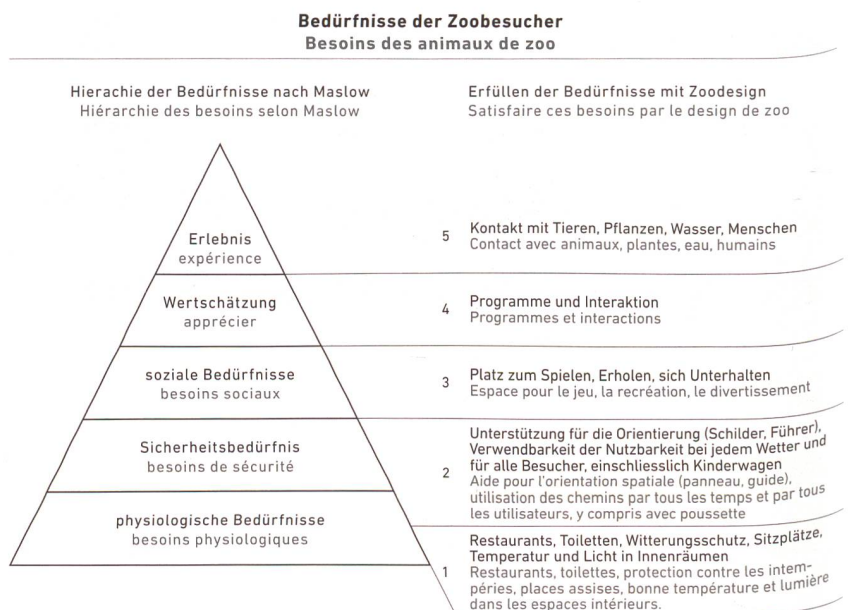 Bedürfnisse der Zoobesucher
Besoins des animaux de zoo
Hierachie der Bedürfnisse nach Maslow
Hiérarchie des besoins selon Maslow
Erfüllen der Bedürfnisse mit Zoodesign
Satisfaire ces besoins par le design de zoo
Erlebnis
expérience
5 Kontakt mit Tieren, Pflanzen, Wasser, Menschen
Contact avec animaux, plantes, eau, humains
Wertschätzung
apprécier
4 Programme und Interaktion
Programmes et interactions
soziale Bedürfnisse
besoins sociaux
3 Platz zum Spielen, Erholen, sich Unterhalten
Espace pour le jeu, la recréation, le divertissement
Sicherheitsbedürfnis
besoins de sécurité
2 Unterstützung für die Orientierung (Schilder, Führer),
Verwendbarkeit der Nutzbarkeit bei jedem Wetter und
für alle Besucher, einschliesslich Kinderwagen
Aide pour l'orientation spatiale (panneau, guide),
utilisation des chemins par tous les temps et par tous
les utilisateurs, y compris avec poussette
physiologische Bedürfnisse
besoins physiologiques
1 Restaurants, Toiletten, Witterungsschutz, Sitzplätze,
Temperatur und Licht in Innenräumen
Restaurants, toilettes, protection contre les intem-
péries, places assises, bonne température et lumière
dans les espaces intérieurs.